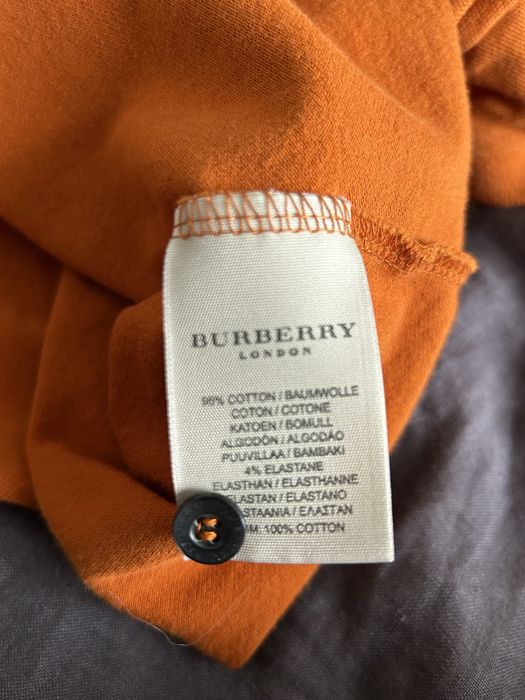 BURBERRY
LONDON
96% COTTON / BAUMWOLLE
COTON / COTONE
KATOEN / BOMULL
ALGODÓN / ALGODÃO
PUUVILLAA / BAMBAKI
4% ELASTANE
ELASTHAN / ELASTHANNE
ELASTAN / ELASTANO
/ ΕΛΑΣΤΑΝ
100% COTTON